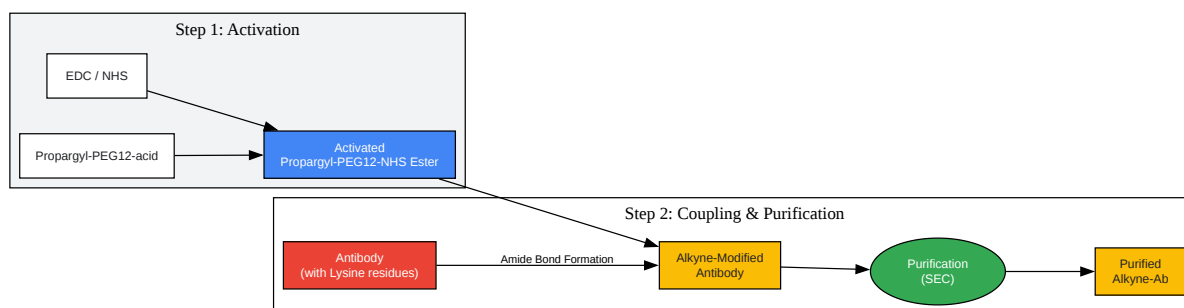 Step 1: Activation
EDC / NHS
Propargyl-PEG12-acid
Activated
Propargyl-PEG12-NHS Ester
Step 2: Coupling & Purification
Antibody
(with Lysine residues)
Amide Bond Formation
Alkyne-Modified
Antibody
Purification
(SEC)
Purified
Alkyne-Ab